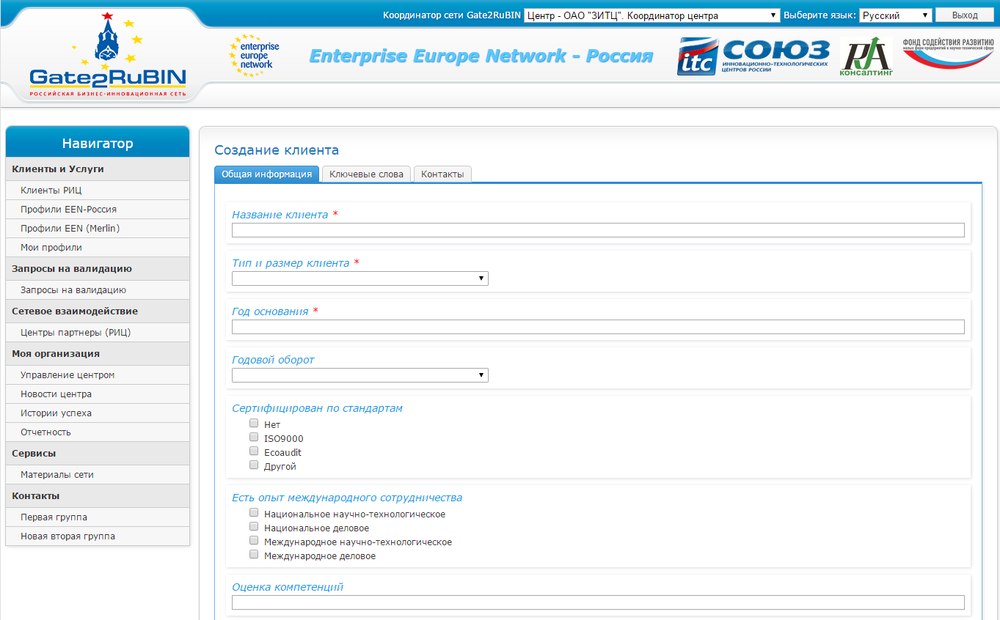 Координатор сети Gate2RuBIN Центр - ОАО "ЗИТЦ". Координатор центра Выберите язык: Русский Выход
Gate2RuBIN
РОССИЙСКАЯ БИЗНЕС-ИННОВАЦИОННАЯ СЕТЬ
enterprise
europe
network
Enterprise Europe Network - Россия
itc
СОЮЗ
ИННОВАЦИОННО-ТЕХНОЛОГИЧЕСКИХ
ЦЕНТРОВ РОССИИ
КОНСАЛТИНГ
ФОНД СОДЕЙСТВИЯ РАЗВИТИЮ
малых форм предприятий в научно-технической сфере
Навигатор
Клиенты и Услуги
Клиенты РИЦ
Профили EEN-Россия
Профили EEN (Merlin)
Мои профили
Запросы на валидацию
Запросы на валидацию
Сетевое взаимодействие
Центры партнеры (РИЦ)
Моя организация
Управление центром
Новости центра
Истории успеха
Отчетность
Сервисы
Материалы сети
Контакты
Первая группа
Новая вторая группа
Создание клиента
Общая информация Ключевые слова Контакты
Название клиента *
Тип и размер клиента *
Год основания *
Годовой оборот
Сертифицирован по стандартам
Нет
ISO9000
Ecoaudit
Другой
Есть опыт международного сотрудничества
Национальное научно-технологическое
Национальное деловое
Международное научно-технологическое
Международное деловое
Оценка компетенций